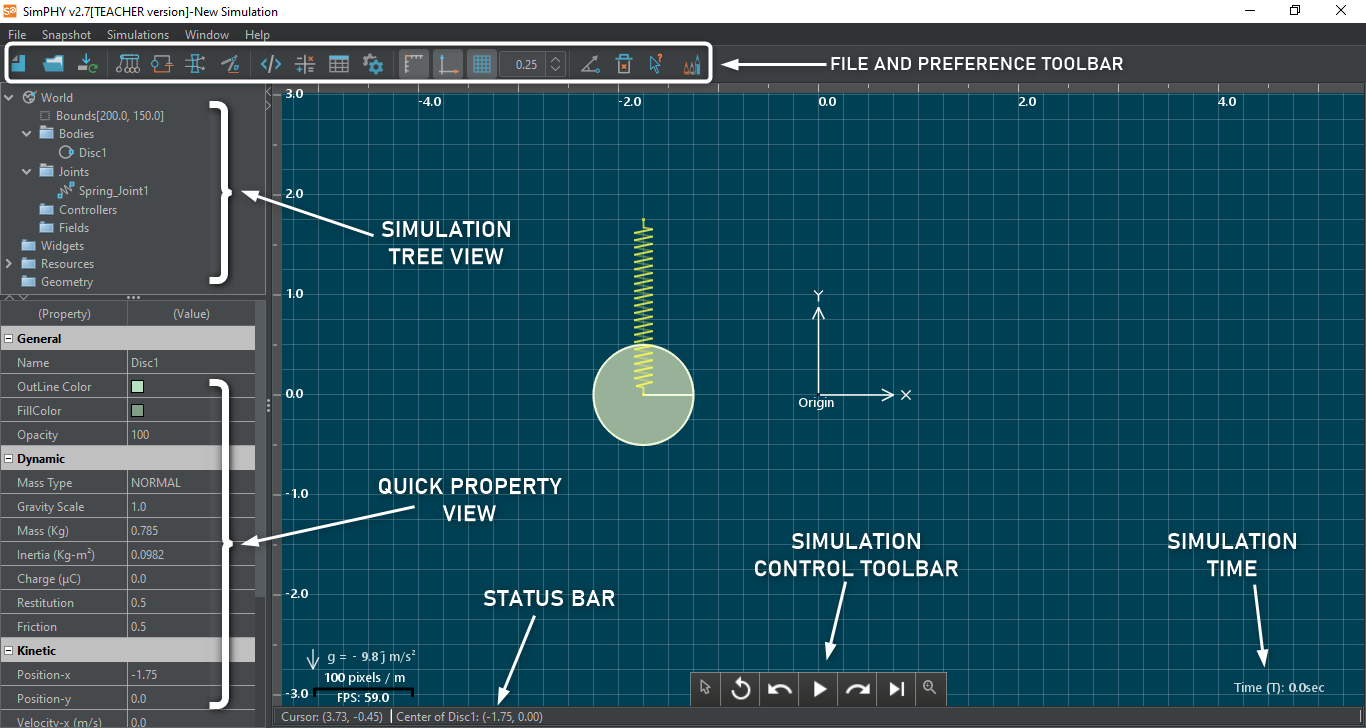 SimPHY v2.7[TEACHER version]-New Simulation
File Snapshot Simulations Window Help
0.25
FILE AND PREFERENCE TOOLBAR
World
Bounds[200.0, 150.0]
Bodies
Disc1
Joints
Spring_Joint1
Controllers
Fields
Widgets
Resources
Geometry
SIMULATION
TREE VIEW
(Property) (Value)
General
Name Disc1
OutLine Color
FillColor
Opacity 100
Dynamic
Mass Type NORMAL
Gravity Scale 1.0
Mass (Kg) 0.785
Inertia (Kg-m²) 0.0982
Charge (µC) 0.0
Restitution 0.5
Friction 0.5
Kinetic
Position-x -1.75
Position-y 0.0
Velocity-x (m/s) 0.0
QUICK PROPERTY
VIEW
3.0
-4.0 -2.0 0.0 2.0 4.0
2.0
1.0
0.0
-1.0
-2.0
-3.0
Y
X
Origin
STATUS BAR
SIMULATION
CONTROL TOOLBAR
SIMULATION
TIME
g = - 9.8 ĵ m/s²
100 pixels / m
FPS: 59.0
Time (T): 0.0sec
Cursor: (3.73, -0.45) Center of Disc1: (-1.75, 0.00)